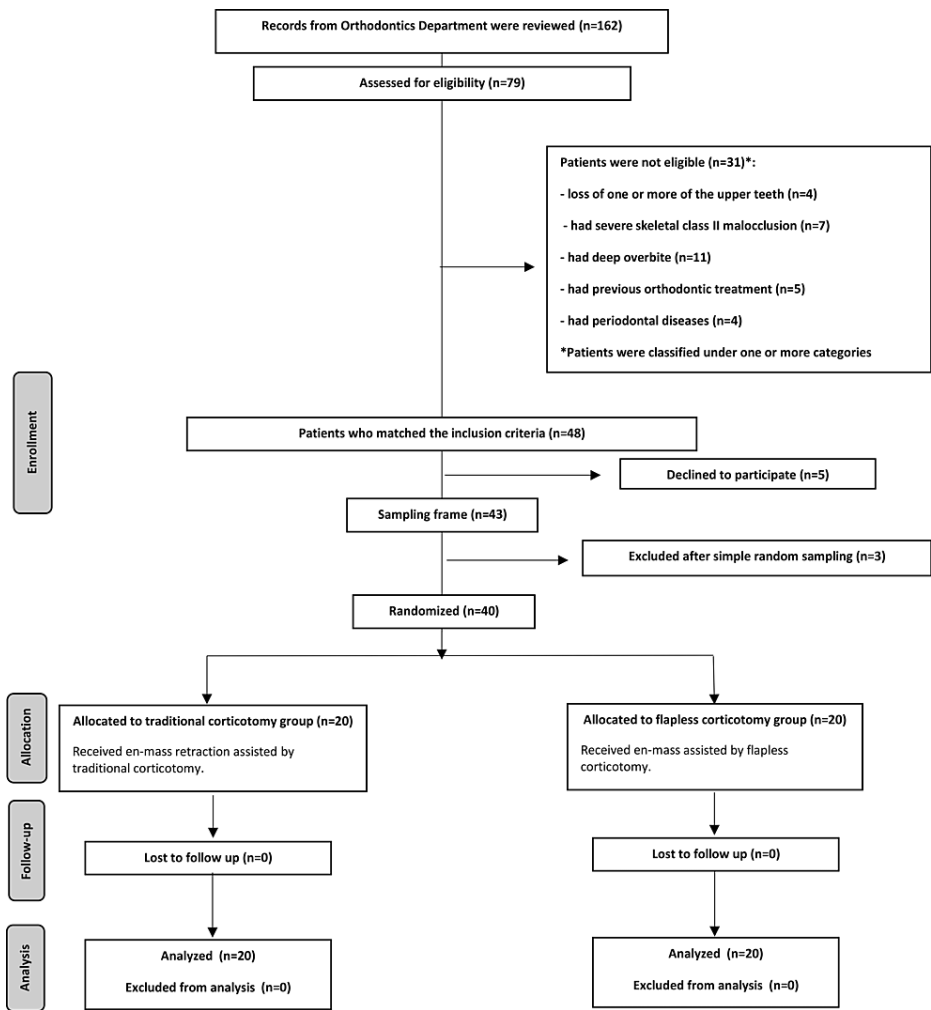 Records from Orthodontics Department were reviewed (n=162)
Assessed for eligibility (n=79)
Patients were not eligible (n=31)*:
- loss of one or more of the upper teeth (n=4)
- had severe skeletal class II malocclusion (n=7)
- had deep overbite (n=11)
- had previous orthodontic treatment (n=5)
- had periodontal diseases (n=4)
*Patients were classified under one or more categories
Enrollment
Patients who matched the inclusion criteria (n=48)
Declined to participate (n=5)
Sampling frame (n=43)
Excluded after simple random sampling (n=3)
Randomized (n=40)
Allocation
Allocated to traditional corticotomy group (n=20)
Received en-mass retraction assisted by
traditional corticotomy.
Allocated to flapless corticotomy group (n=20)
Received en-mass assisted by flapless
corticotomy.
Follow-up
Lost to follow up (n=0)
Lost to follow up (n=0)
Analysis
Analyzed (n=20)
Excluded from analysis (n=0)
Analyzed (n=20)
Excluded from analysis (n=0)